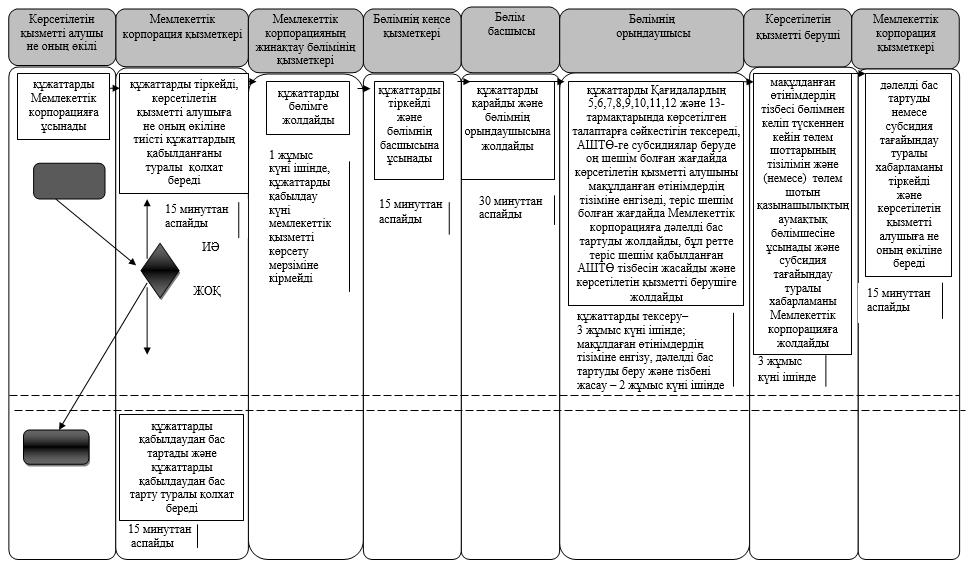 Көрсетілетін
қызметті алушы
не оның өкілі
Мемлекеттік
корпорация қызметкері
Мемлекеттік
корпорацияның
жинақтау бөлімінің
қызметкері
Бөлімнің кеңсе
қызметкері
Бөлім
басшысы
Бөлімнің
орындаушысы
Көрсетілетін
қызметті беруші
Мемлекеттік
корпорация
қызметкері
құжаттарды
Мемлекеттік
корпорацияға
ұсынады
құжаттарды тіркейді,
көрсетілетін
қызметті алушыға
не оның өкіліне
тиісті құжаттардың
қабылданғаны
туралы қолхат
береді
15 минуттан
аспайды
ИӘ
ЖОҚ
құжаттарды
бөлімге
жолдайды
1 жұмыс
күні ішінде,
құжаттарды
қабылдау
күні
мемлекеттік
қызметті
көрсету
мерзіміне
кірмейді
құжаттарды
тіркейді
және
бөлімнің
басшысына
ұсынады
15 минуттан
аспайды
құжаттарды
қарайды және
бөлімнің
орындаушысына
жолдайды
30 минуттан
аспайды
құжаттарды Қағидалардың
5,6,7,8,9,10,11,12 және 13-
тармақтарында көрсетілген
талаптарға сәйкестігін тексереді,
АШТӨ-ге субсидиялар беруде
оң шешім болған жағдайда
көрсетілетін қызметті алушыны
мақұлданған өтінімдердің
тізіміне енгізеді, теріс шешім
болған жағдайда Мемлекеттік
корпорацияға дәлелді бас
тартуды жолдайды, бұл ретте
теріс шешім қабылданған
АШТӨ тізбесін жасайды және
көрсетілетін қызметті берушіге
жолдайды
құжаттарды тексеру–
3 жұмыс күні ішінде;
мақұлдаған өтінімдердің
тізіміне енгізу, дәлелді бас
тартуды беру және тізбені
жасау – 2 жұмыс күні ішінде
мақұлданған
өтінімдердің
тізбесі бөлімнен
келіп түскеннен
кейін төлем
шоттарының
тізілімін және
(немесе) төлем
шотын
қазынашылықтың
аумақтық
бөлімшесіне
ұсынады және
субсидия
тағайындау
туралы
хабарламаны
Мемлекеттік
корпорацияға
жолдайды
3 жұмыс
күні ішінде
дәлелді бас
тартуды
немесе
субсидия
тағайындау
туралы
хабарламаны
тіркейді
және
көрсетілетін
қызметті
алушыға не
оның өкіліне
береді
15 минуттан
аспайды
құжаттарды
қабылдаудан бас
тартады және
құжаттарды
қабылдаудан бас
тарту туралы қолхат
береді
15 минуттан
аспайды